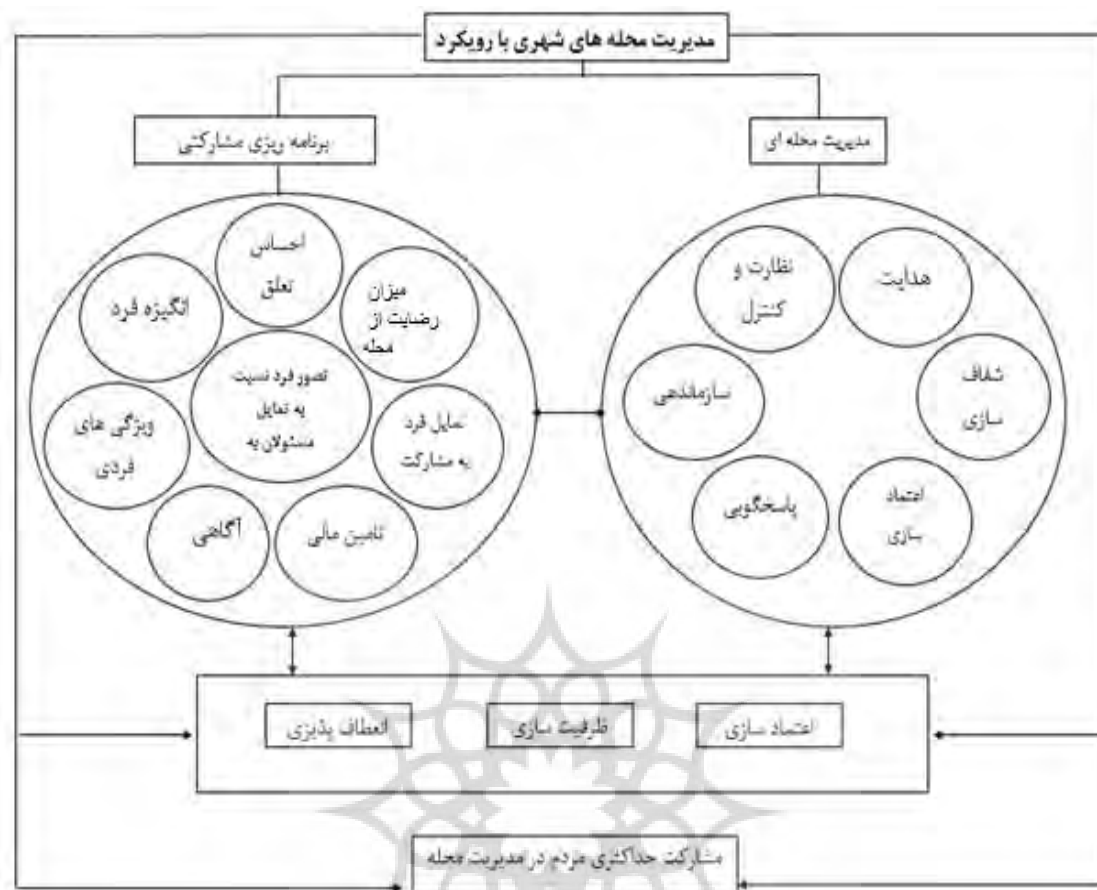 مدیریت محله های شهری با رویکرد
مدیریت محله ای
برنامه ریزی مشارکتی
هدایت
نظارت و
کنترل
شفاف
سازی
سازماندهی
اعتماد
سازی
پاسخگویی
احساس
تعلق
میزان
رضایت از
محله
انگیزه فرد
تصور فرد نسبت
به تمایل
مسئولان به
تمایل فرد
به مشارکت
ویژگی های
فردی
تامین مالی
آگاهی
اعتماد سازی
ظرفیت سازی
انعطاف پذیری
مشارکت حداکثری مردم در مدیریت محله